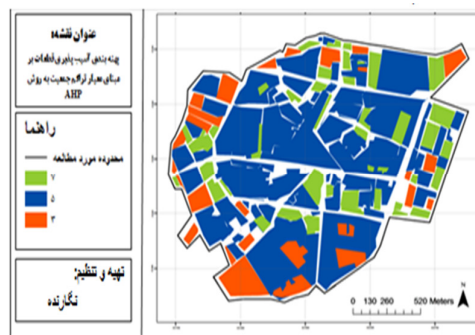 عنوان نقشه:
پهنه بندی آسیب پذیری قطعات بر
مبنای معیار تراکم جمعیت به روش
AHP
راهنما
محدوده مورد مطالعه
۷
۵
۳
تهیه و تنظیم:
نگارنده
N
0 130 260 520 Meters